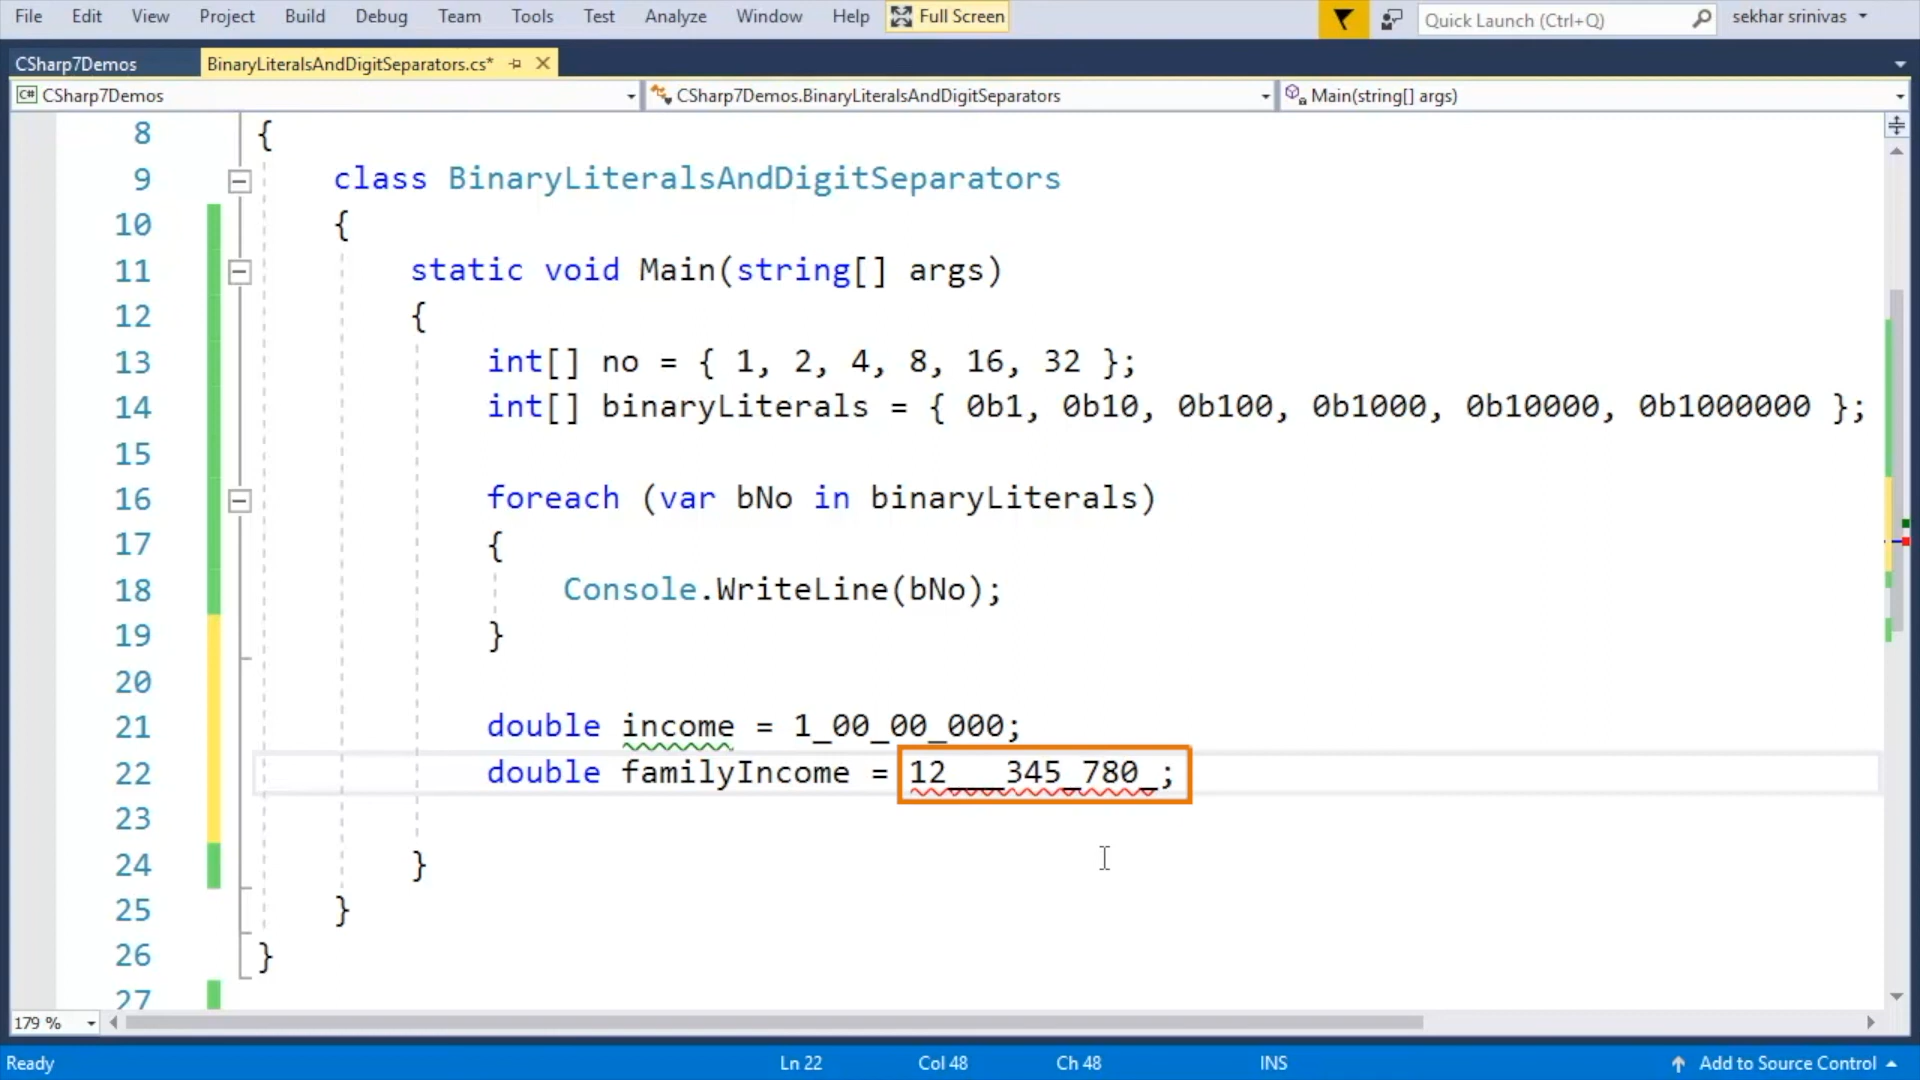 File Edit View Project Build Debug Team Tools Test Analyze Window Help Full Screen Quick Launch (Ctrl+Q) sekhar srinivas
CSharp7Demos BinaryLiteralsAndDigitSeparators.cs*
C# CSharp7Demos CSharp7Demos.BinaryLiteralsAndDigitSeparators Main(string[] args)
8 {
9 class BinaryLiteralsAndDigitSeparators
10 {
11 static void Main(string[] args)
12 {
13 int[] no = { 1, 2, 4, 8, 16, 32 };
14 int[] binaryLiterals = { 0b1, 0b10, 0b100, 0b1000, 0b10000, 0b1000000 };
15
16 foreach (var bNo in binaryLiterals)
17 {
18 Console.WriteLine(bNo);
19 }
20
21 double income = 1_00_00_000;
22 double familyIncome = 12___345_780_;
23
24 }
25 }
26 }
27
179 %
Ready Ln 22 Col 48 Ch 48 INS Add to Source Control